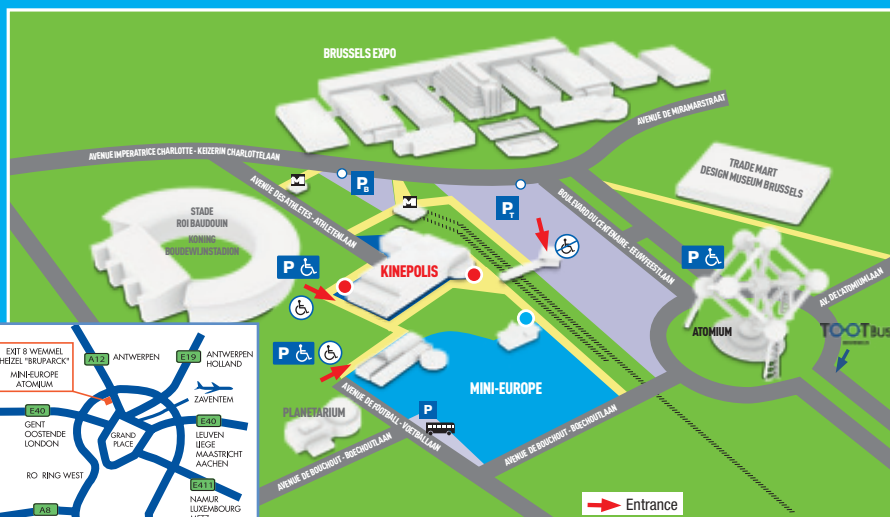 BRUSSELS EXPO
AVENUE DE MIRAMARSTRAAT
AVENUE IMPERATRICE CHARLOTTE - KEIZERIN CHARLOTTELAAN
TRADE MART
DESIGN MUSEUM BRUSSELS
M
PB
AVENUE DES ATHLETES - ATHLETENLAAN
M
PT
BOULEVARD DU CENTENAIRE - EEUWFEESTLAAN
STADE
ROI BAUDOUIN
KONING
BOUDEWIJNSTADION
P
KINEPOLIS
P
AV. DE L'ATOMIUMLAAN
ATOMIUM
TOOTBUS
P
MINI-EUROPE
PLANETARIUM
AVENUE DE FOOTBALL - VOETBALLAAN
P
AVENUE DE BOUCHOUT - BOECHOUTLAAN
AVENUE DE BOUCHOUT - BOECHOUTLAAN
Entrance
EXIT 8 WEMMEL
HEIZEL "BRUPARCK"
MINI-EUROPE
ATOMIUM
A12 ANTWERPEN
E19 ANTWERPEN
HOLLAND
ZAVENTEM
E40
GENT
OOSTENDE
LONDON
GRAND
PLACE
E40
LEUVEN
LIEGE
MAASTRICHT
AACHEN
RO RING WEST
E411
NAMUR
LUXEMBOURG
A8